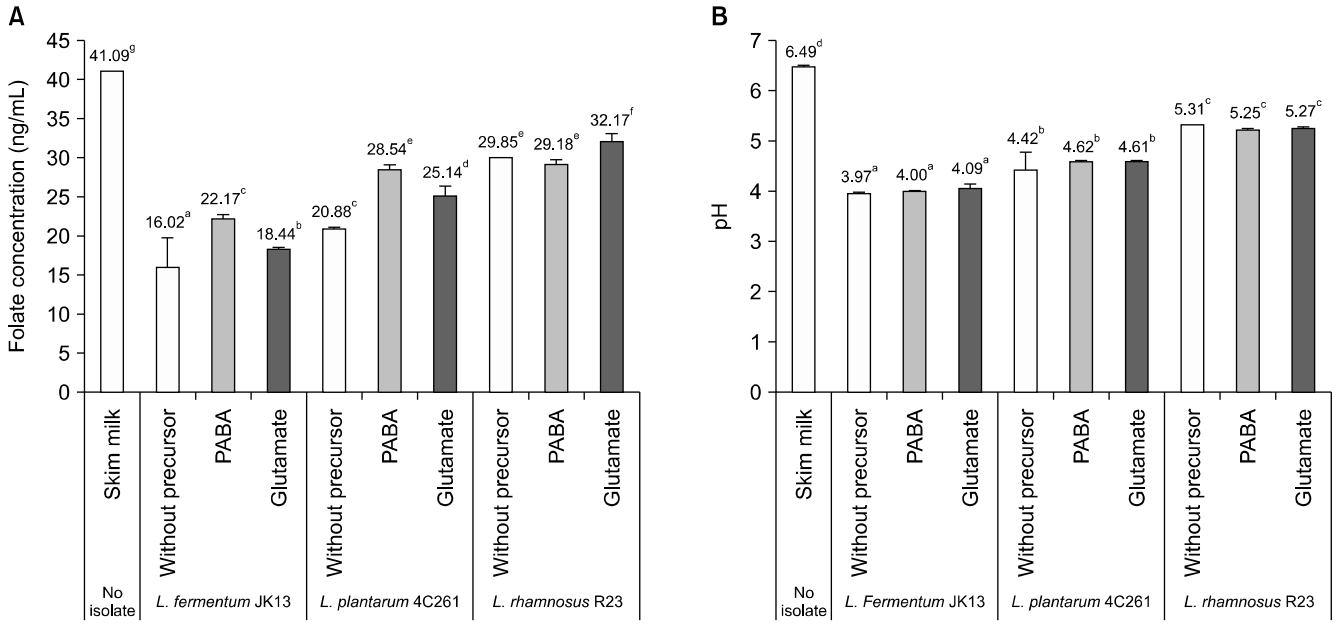 A
Folate concentration (ng/mL)
45
40
35
30
25
20
15
10
5
0
41.09g
16.02a
22.17c
18.44b
20.88c
28.54e
25.14d
29.85e
29.18e
32.17f
Skim milk
Without precursor
PABA
Glutamate
Without precursor
PABA
Glutamate
Without precursor
PABA
Glutamate
No
isolate
L. fermentum JK13
L. plantarum 4C261
L. rhamnosus R23
B
pH
7
6
5
4
3
2
1
0
6.49d
3.97a
4.00a
4.09a
4.42b
4.62b
4.61b
5.31c
5.25c
5.27c
Skim milk
Without precursor
PABA
Glutamate
Without precursor
PABA
Glutamate
Without precursor
PABA
Glutamate
No
isolate
L. Fermentum JK13
L. plantarum 4C261
L. rhamnosus R23